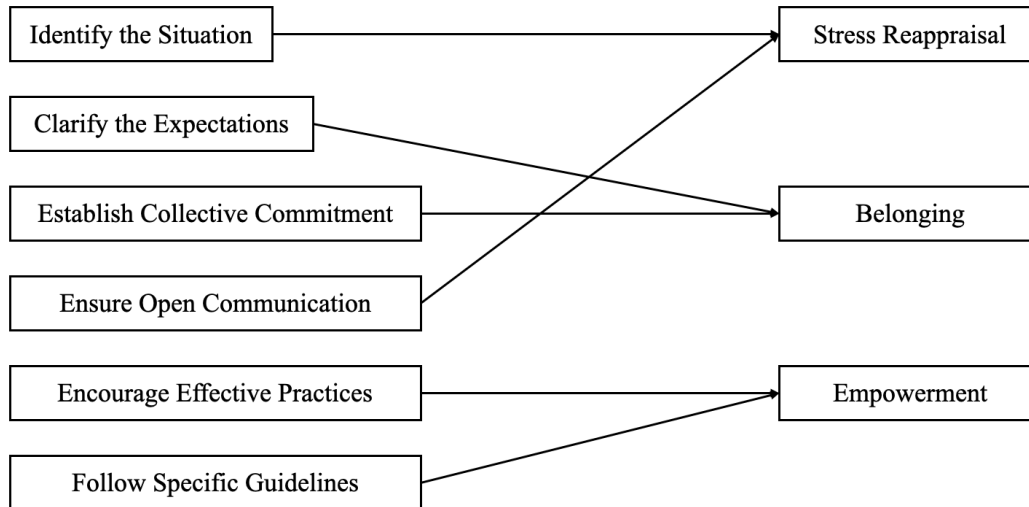 Identify the Situation
Stress Reappraisal
Clarify the Expectations
Establish Collective Commitment
Belonging
Ensure Open Communication
Encourage Effective Practices
Empowerment
Follow Specific Guidelines